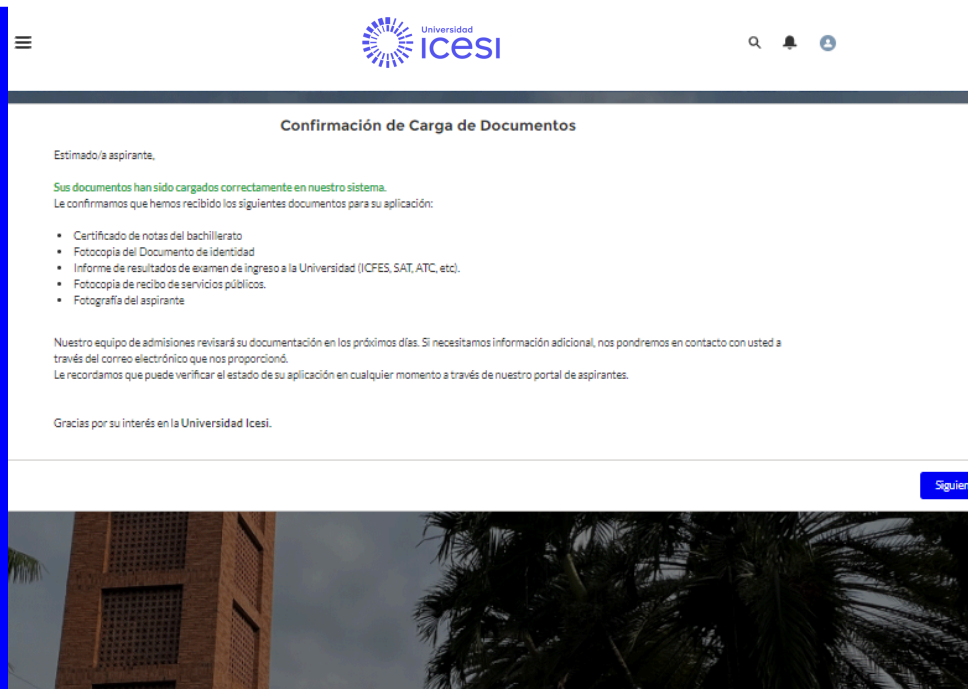 Universidad
icesi
Confirmación de Carga de Documentos
Estimado/a aspirante,
Sus documentos han sido cargados correctamente en nuestro sistema.
Le confirmamos que hemos recibido los siguientes documentos para su aplicación:
Certificado de notas del bachillerato
Fotocopia del Documento de identidad
Informe de resultados de examen de ingreso a la Universidad (ICFES, SAT, ATC, etc).
Fotocopia de recibo de servicios públicos.
Fotografía del aspirante
Nuestro equipo de admisiones revisará su documentación en los próximos días. Si necesitamos información adicional, nos pondremos en contacto con usted a
través del correo electrónico que nos proporcionó.
Le recordamos que puede verificar el estado de su aplicación en cualquier momento a través de nuestro portal de aspirantes.
Gracias por su interés en la Universidad Icesi.